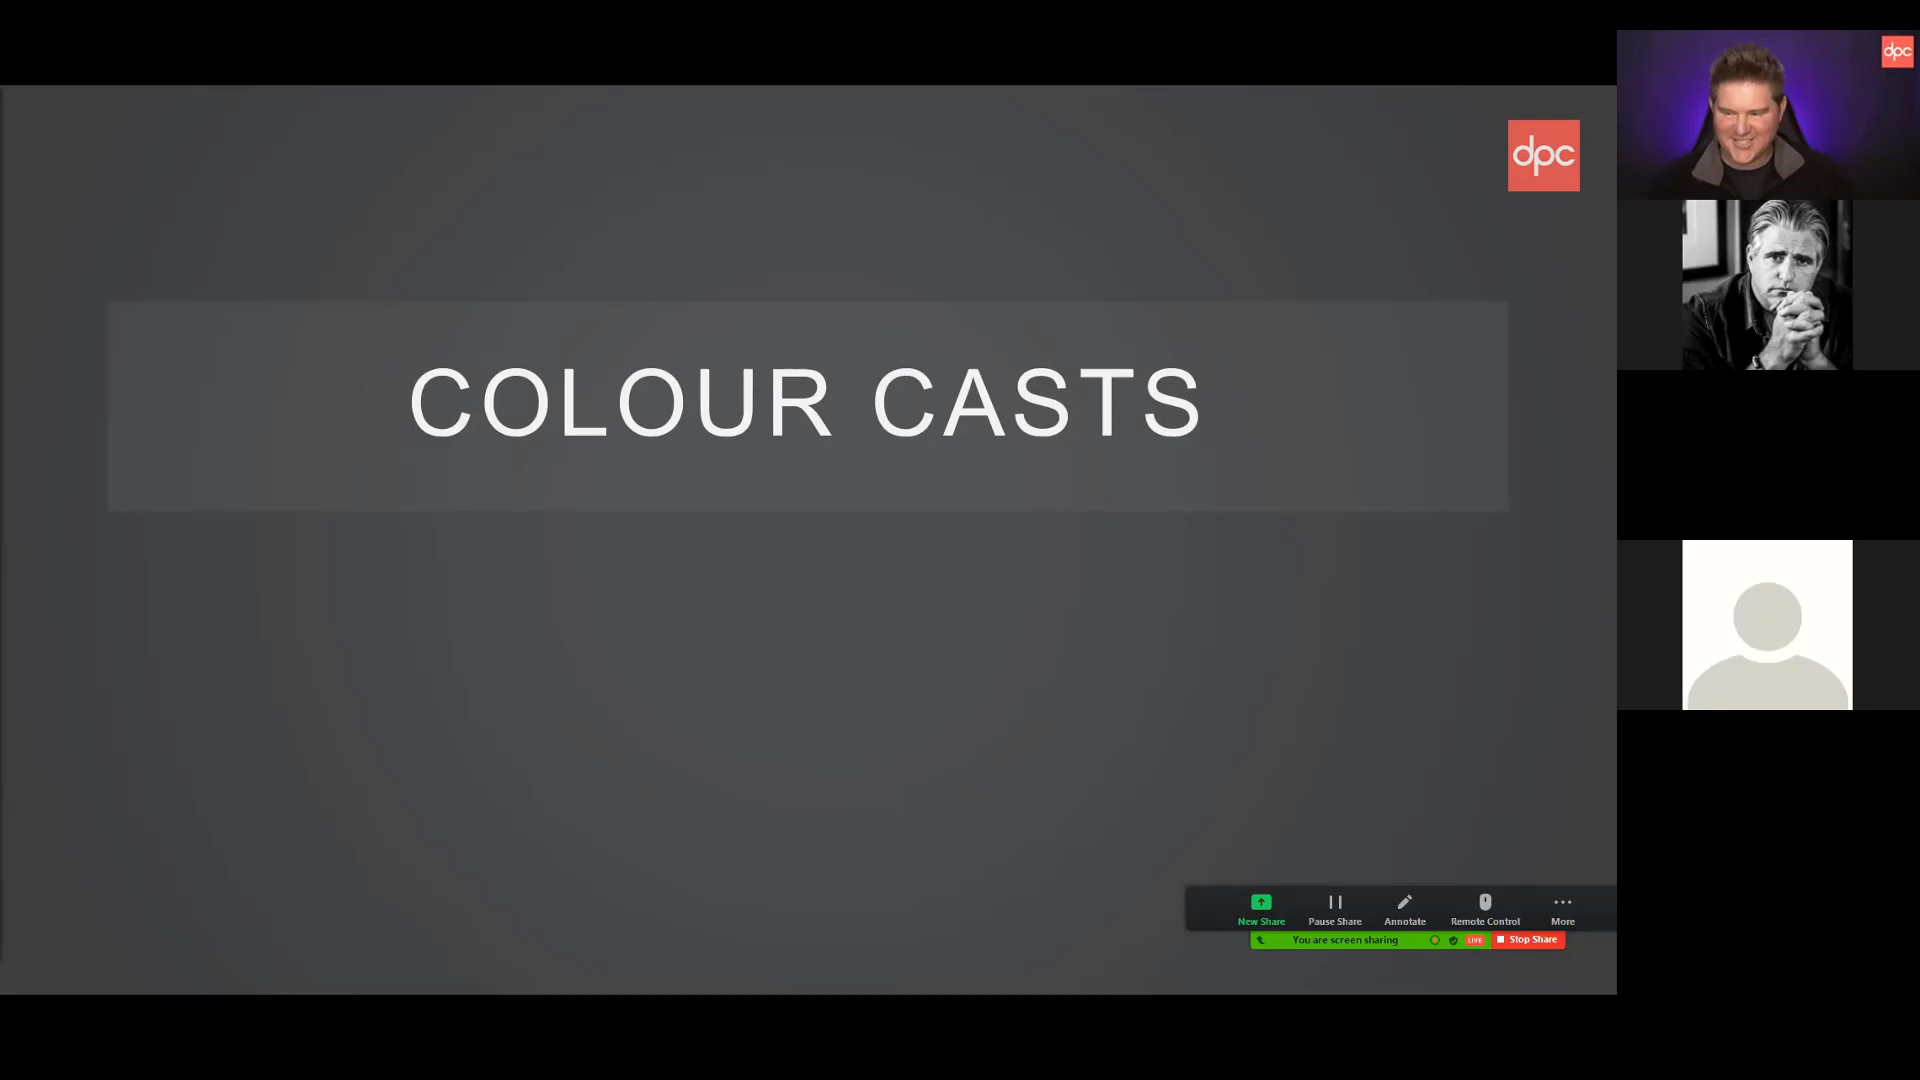 dpc
dpc
COLOUR CASTS
New Share
Pause Share
Annotate
Remote Control
More
You are screen sharing
LIVE
Stop Share